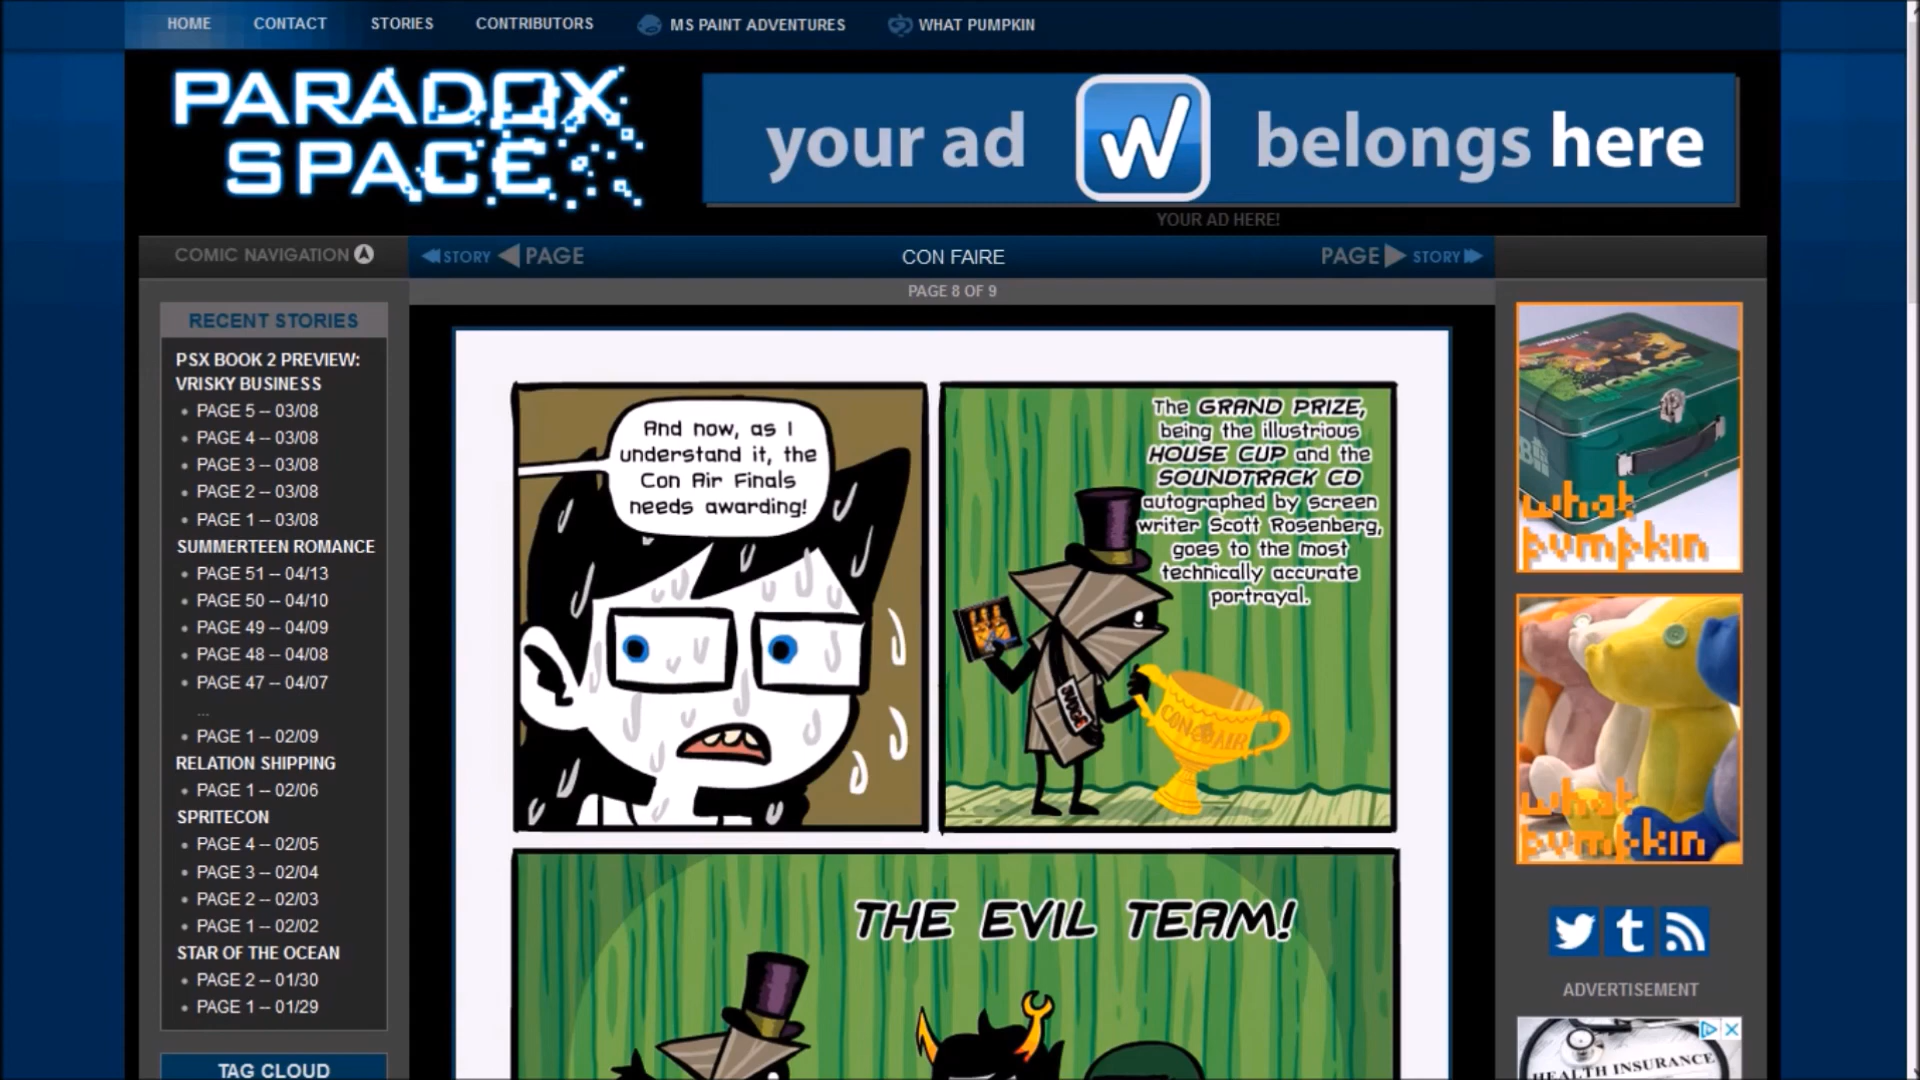 HOME CONTACT STORIES CONTRIBUTORS MS PAINT ADVENTURES WHAT PUMPKIN
PARADOX
SPACE
your ad W belongs here
YOUR AD HERE!
COMIC NAVIGATION
STORY PAGE CON FAIRE PAGE STORY
PAGE 8 OF 9
RECENT STORIES
PSX BOOK 2 PREVIEW:
VRISKY BUSINESS
PAGE 5 -- 03/08
PAGE 4 -- 03/08
PAGE 3 -- 03/08
PAGE 2 -- 03/08
PAGE 1 -- 03/08
SUMMERTEEN ROMANCE
PAGE 51 -- 04/13
PAGE 50 -- 04/10
PAGE 49 -- 04/09
PAGE 48 -- 04/08
PAGE 47 -- 04/07
...
PAGE 1 -- 02/09
RELATION SHIPPING
PAGE 1 -- 02/06
SPRITECON
PAGE 4 -- 02/05
PAGE 3 -- 02/04
PAGE 2 -- 02/03
PAGE 1 -- 02/02
STAR OF THE OCEAN
PAGE 2 -- 01/30
PAGE 1 -- 01/29
TAG CLOUD
And now, as I
understand it, the
Con Air Finals
needs awarding!
The GRAND PRIZE,
being the illustrious
HOUSE CUP and the
SOUNDTRACK CD
autographed by screen
writer Scott Rosenberg,
goes to the most
technically accurate
portrayal.
CON AIR
THE EVIL TEAM!
what
pumpkin
what
pumpkin
ADVERTISEMENT
HEALTH INSURANCE